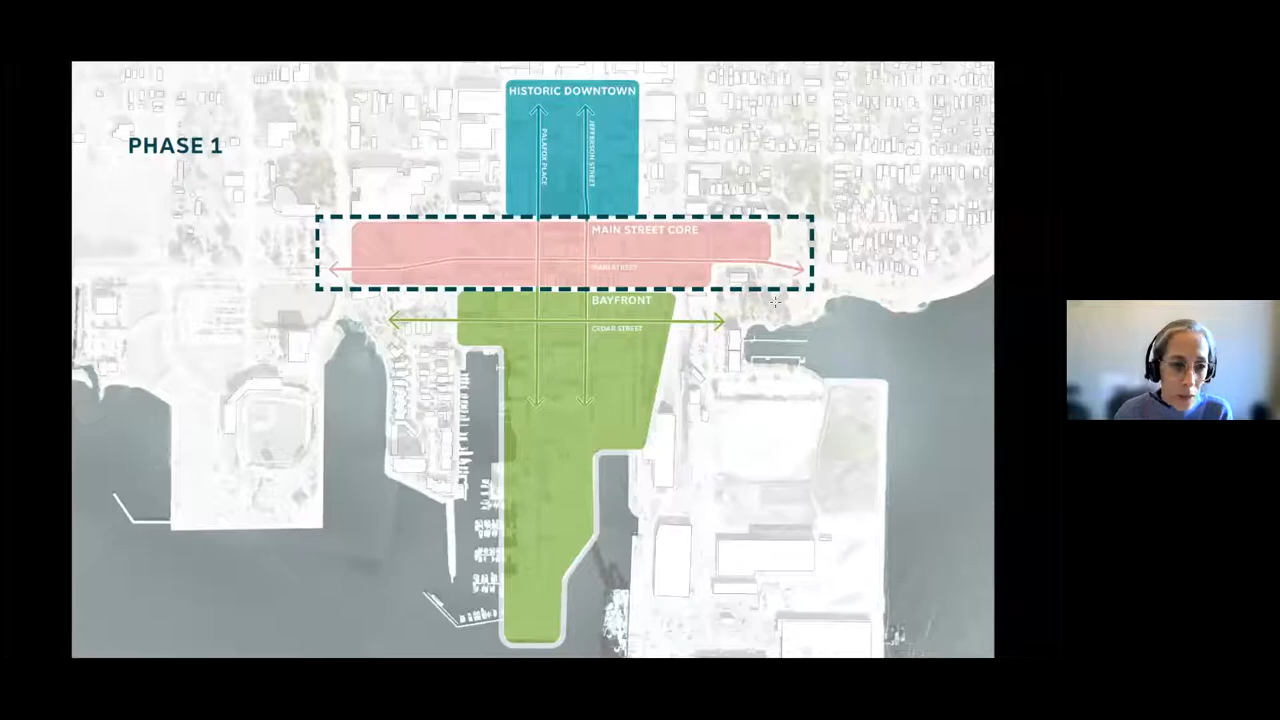 HISTORIC DOWNTOWN
PHASE 1
PALAFOX PLACE
JEFFERSON STREET
MAIN STREET CORE
MAIN STREET
BAYFRONT
CEDAR STREET